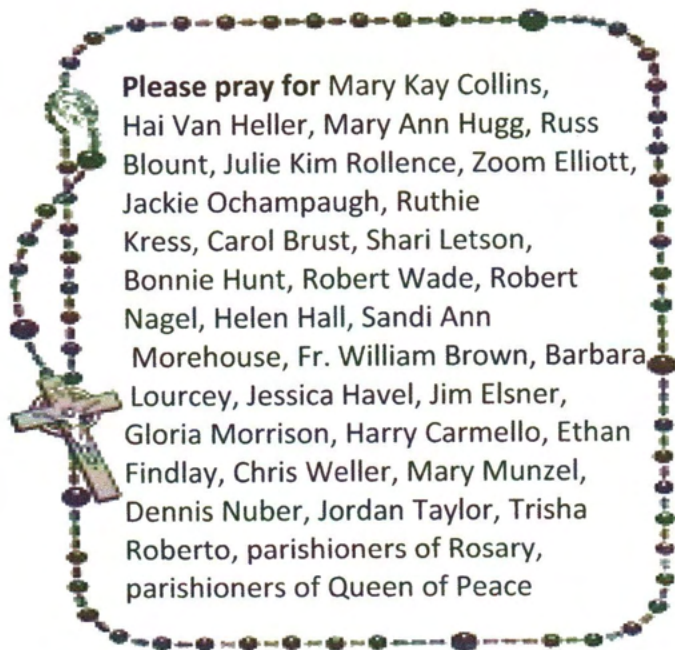 Please pray for Mary Kay Collins,
Hai Van Heller, Mary Ann Hugg, Russ
Blount, Julie Kim Rollence, Zoom Elliott,
Jackie Ochampaugh, Ruthie
Kress, Carol Brust, Shari Letson,
Bonnie Hunt, Robert Wade, Robert
Nagel, Helen Hall, Sandi Ann
Morehouse, Fr. William Brown, Barbara
Lourcey, Jessica Havel, Jim Elsner,
Gloria Morrison, Harry Carmello, Ethan
Findlay, Chris Weller, Mary Munzel,
Dennis Nuber, Jordan Taylor, Trisha
Roberto, parishioners of Rosary,
parishioners of Queen of Peace